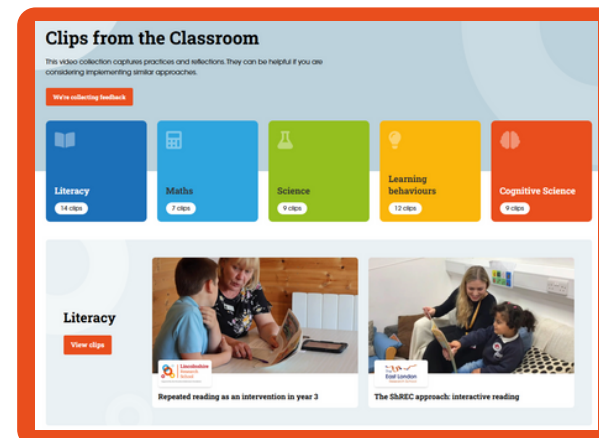 Clips from the Classroom
This video collection captures practices and reflections. They can be helpful if you are
considering implementing similar approaches.
We're collecting feedback
Literacy
14 clips
Maths
7 clips
Science
9 clips
Learning
behaviours
12 clips
Cognitive Science
9 clips
Literacy
View clips
Lincolnshire
Research
School
Repeated reading as an intervention in year 3
East London
Research School
The ShREC approach: interactive reading